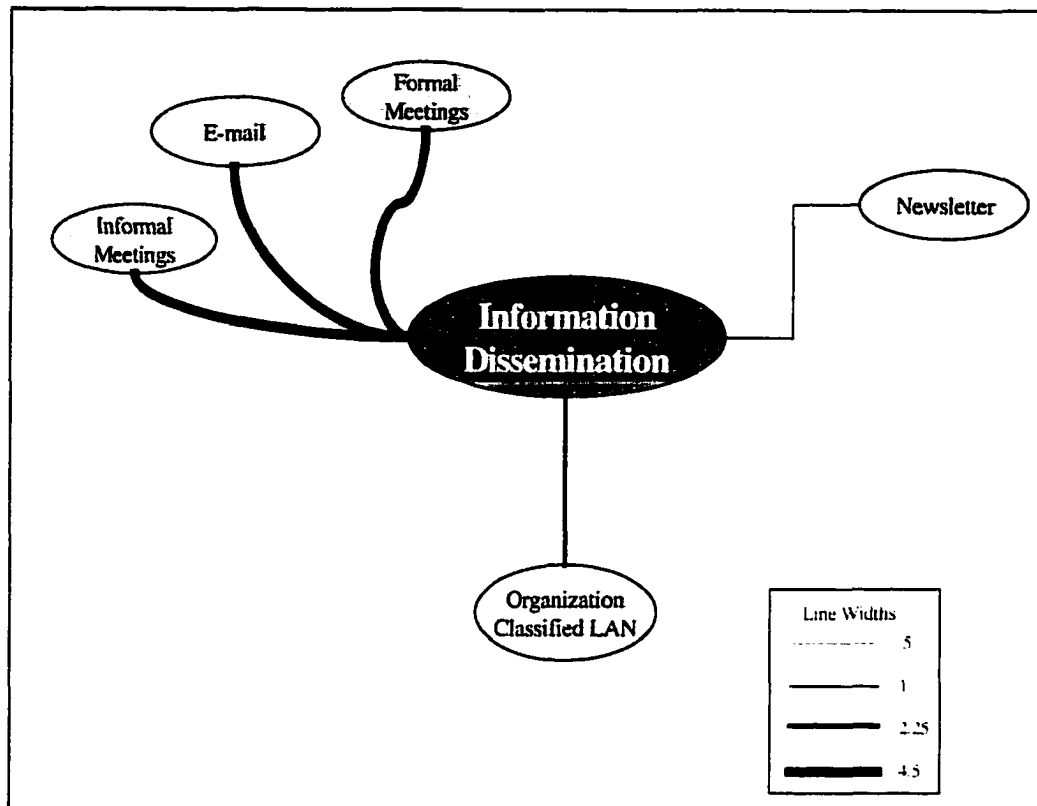 Formal
Meetings
E-mail
Newsletter
Informal
Meetings
Information
Dissemination
Organization
Classified LAN
Line Widths
.5
1
2.25
4.5